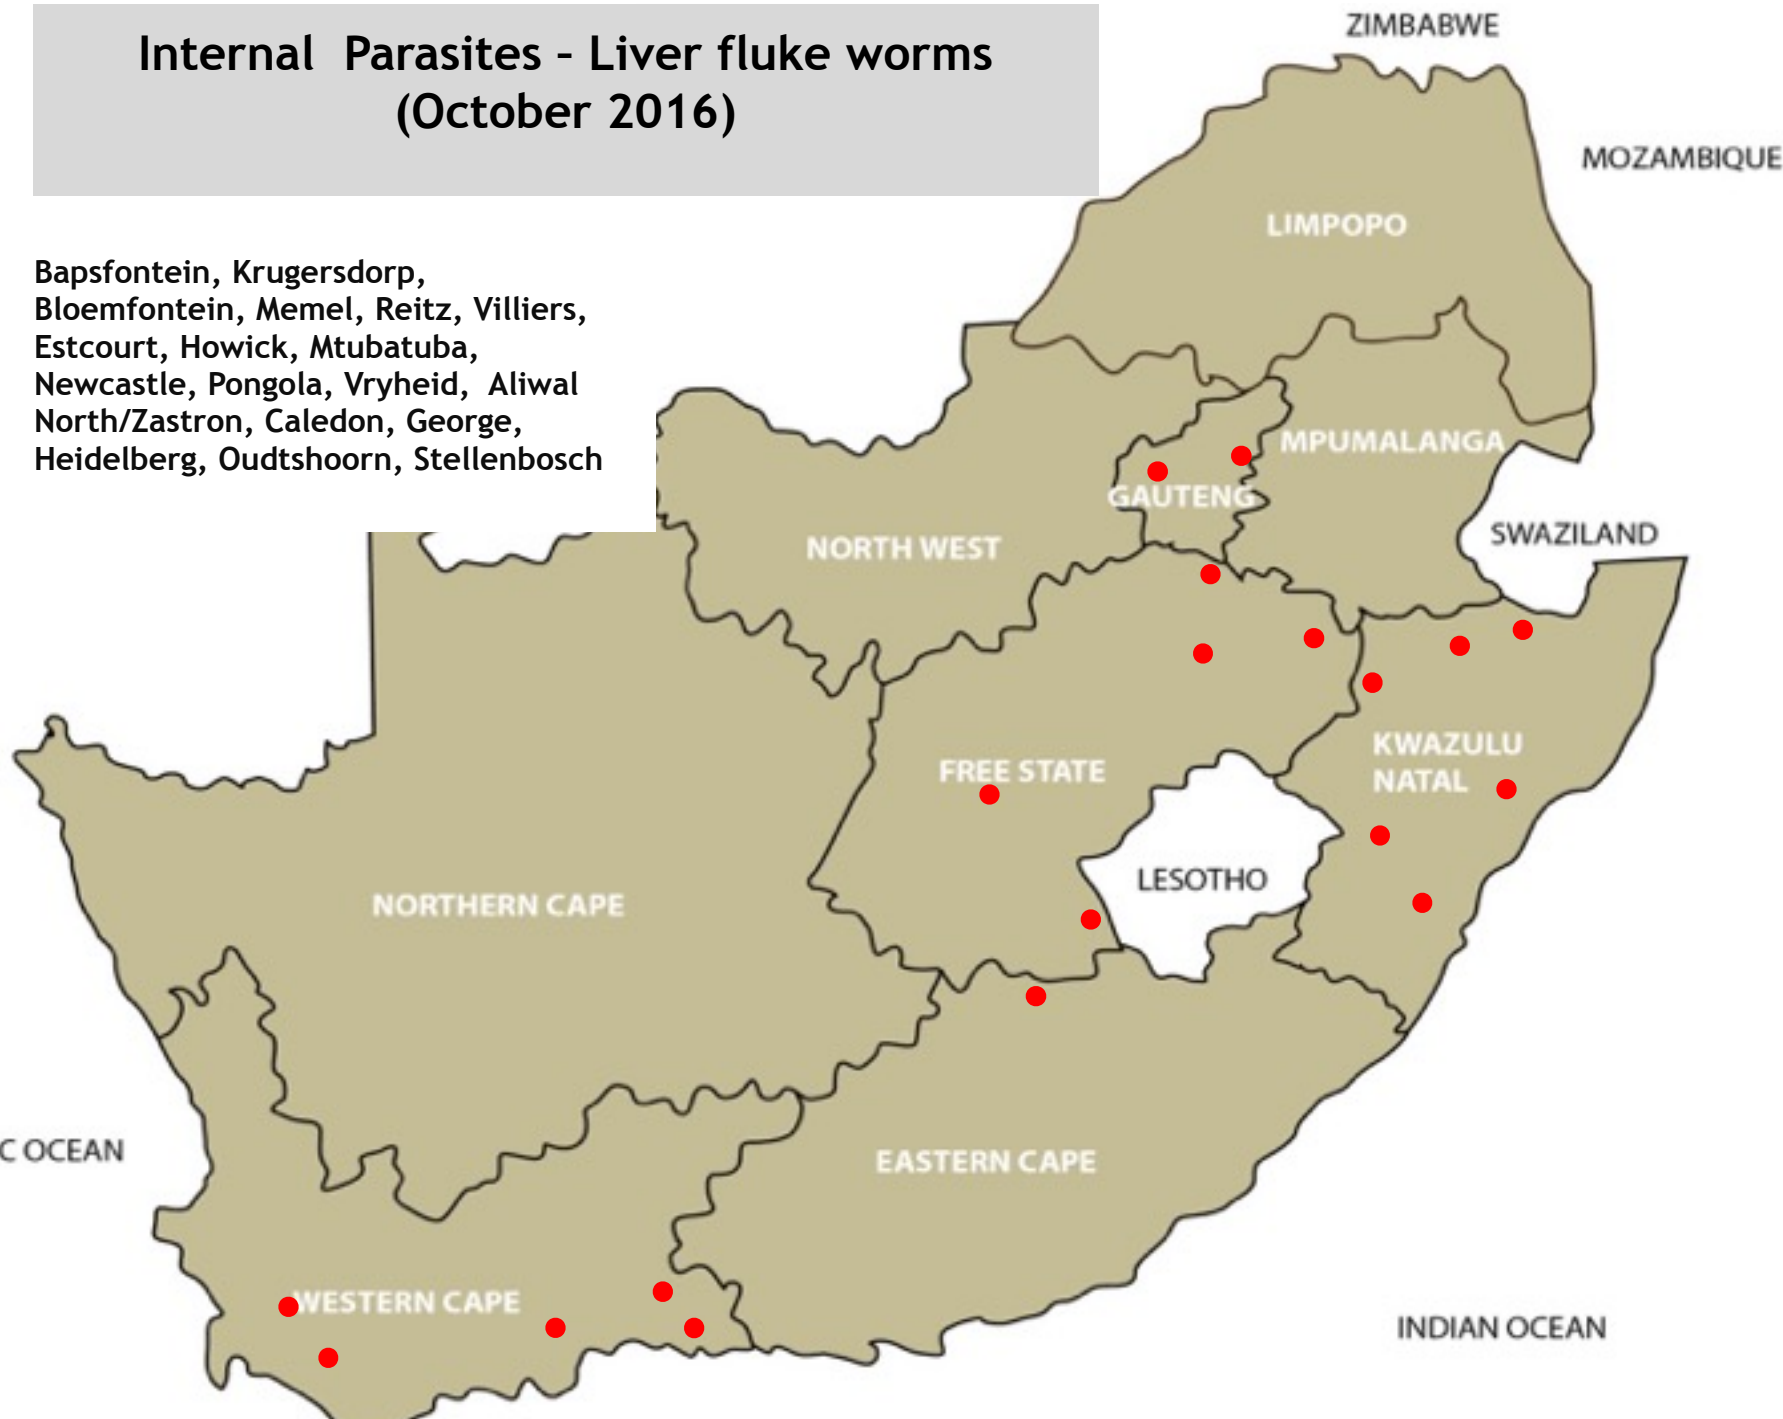 Internal Parasites - Liver fluke worms
(October 2016)
Bapsfontein, Krugersdorp,
Bloemfontein, Memel, Reitz, Villiers,
Estcourt, Howick, Mtubatuba,
Newcastle, Pongola, Vryheid, Aliwal
North/Zastron, Caledon, George,
Heidelberg, Oudtshoorn, Stellenbosch
ZIMBABWE
MOZAMBIQUE
LIMPOPO
MPUMALANGA
GAUTENG
NORTH WEST
SWAZILAND
KWAZULU
NATAL
FREE STATE
LESOTHO
NORTHERN CAPE
C OCEAN
EASTERN CAPE
WESTERN CAPE
INDIAN OCEAN